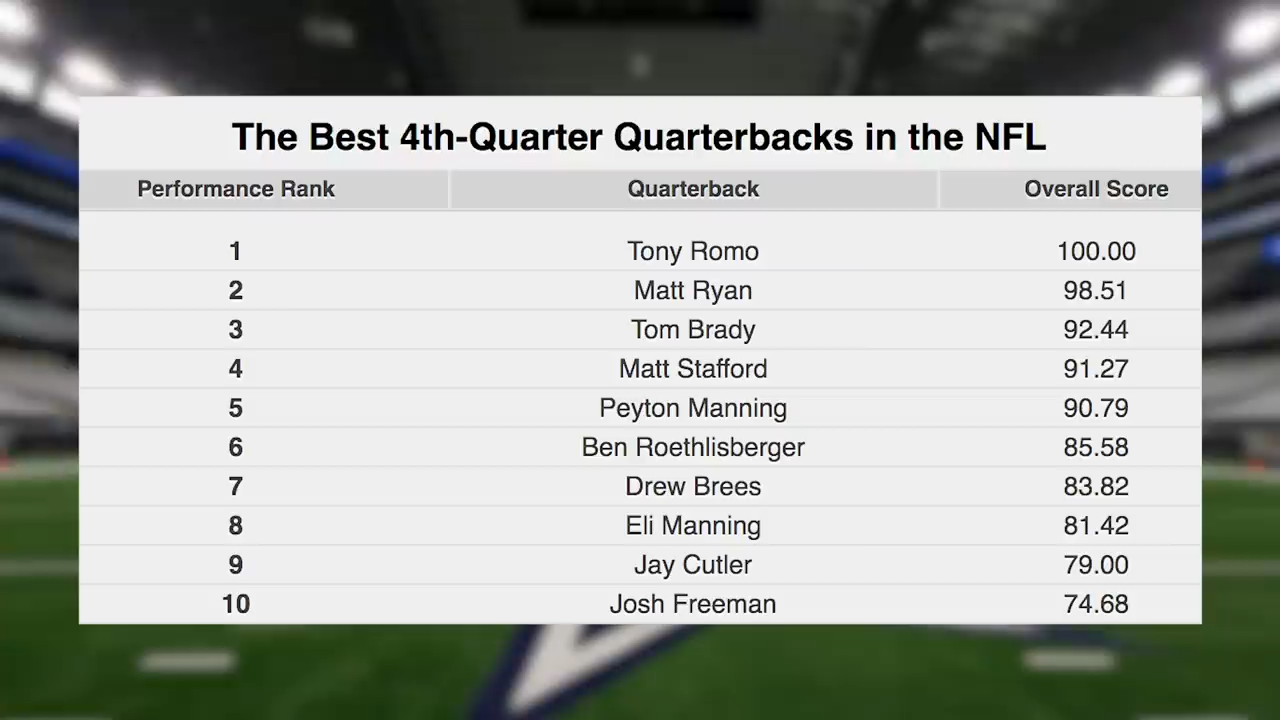 The Best 4th-Quarter Quarterbacks in the NFL
Performance Rank Quarterback Overall Score
1 Tony Romo 100.00
2 Matt Ryan 98.51
3 Tom Brady 92.44
4 Matt Stafford 91.27
5 Peyton Manning 90.79
6 Ben Roethlisberger 85.58
7 Drew Brees 83.82
8 Eli Manning 81.42
9 Jay Cutler 79.00
10 Josh Freeman 74.68